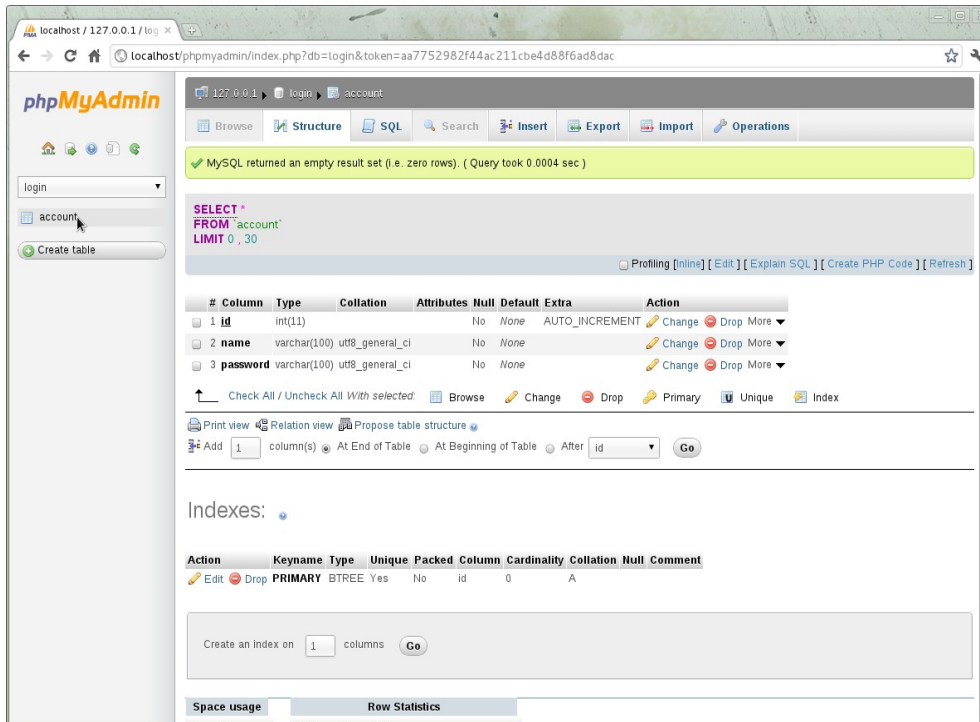 localhost / 127.0.0.1 / log
localhost/phpmyadmin/index.php?db=login&token=aa7752982f44ac211cbe4d88f6ad8dac
phpMyAdmin
login
account
Create table
127.0.0.1 login account
Browse Structure SQL Search Insert Export Import Operations
MySQL returned an empty result set (i.e. zero rows). ( Query took 0.0004 sec )
SELECT *
FROM `account`
LIMIT 0 , 30
Profiling [Inline] [ Edit ] [ Explain SQL ] [ Create PHP Code ] [ Refresh ]
# Column Type Collation Attributes Null Default Extra Action
1 id int(11) No None AUTO_INCREMENT Change Drop More
2 name varchar(100) utf8_general_ci No None Change Drop More
3 password varchar(100) utf8_general_ci No None Change Drop More
Check All / Uncheck All With selected: Browse Change Drop Primary Unique Index
Print view Relation view Propose table structure
Add 1 column(s) At End of Table At Beginning of Table After id Go
Indexes:
Action Keyname Type Unique Packed Column Cardinality Collation Null Comment
Edit Drop PRIMARY BTREE Yes No id 0 A
Create an index on 1 columns Go
Space usage Row Statistics